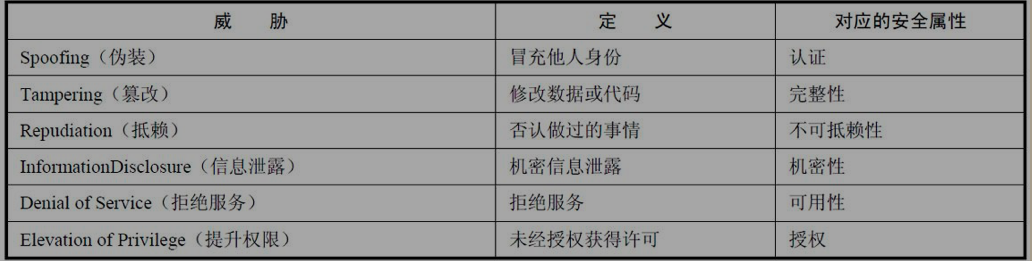 威 胁 定 义 对应的安全属性
Spoofing（伪装） 冒充他人身份 认证
Tampering（篡改） 修改数据或代码 完整性
Repudiation（抵赖） 否认做过的事情 不可抵赖性
InformationDisclosure（信息泄露） 机密信息泄露 机密性
Denial of Service（拒绝服务） 拒绝服务 可用性
Elevation of Privilege（提升权限） 未经授权获得许可 授权